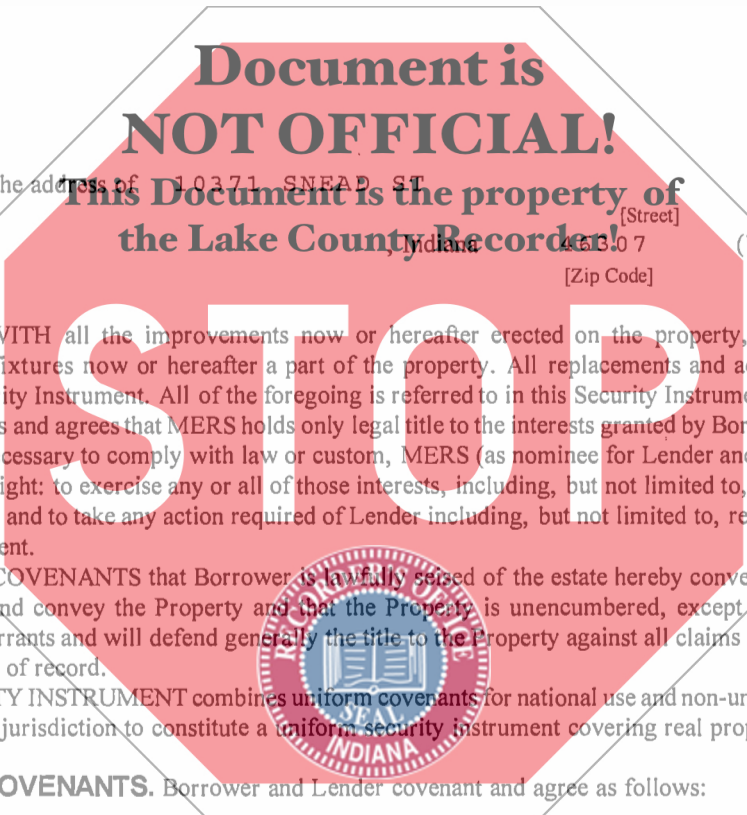 Document is
NOT OFFICIAL!
he address of 10371 SNEAD ST
This Document is the property of
[Street]
the Lake County Recorder!
, Indiana 46307 (
[Zip Code]
STOP
WITH all the improvements now or hereafter erected on the property,
ixtures now or hereafter a part of the property. All replacements and a
ity Instrument. All of the foregoing is referred to in this Security Instrum
s and agrees that MERS holds only legal title to the interests granted by Bor
cessary to comply with law or custom, MERS (as nominee for Lender and
ight: to exercise any or all of those interests, including, but not limited to,
and to take any action required of Lender including, but not limited to, re
ent.
COVENANTS that Borrower is lawfully seised of the estate hereby conve
nd convey the Property and that the Property is unencumbered, except
rrants and will defend generally the title to the Property against all claims
of record.
TY INSTRUMENT combines uniform covenants for national use and non-un
jurisdiction to constitute a uniform security instrument covering real prop
RECORDER'S OFFICE
SEAL
INDIANA
OVENANTS. Borrower and Lender covenant and agree as follows: